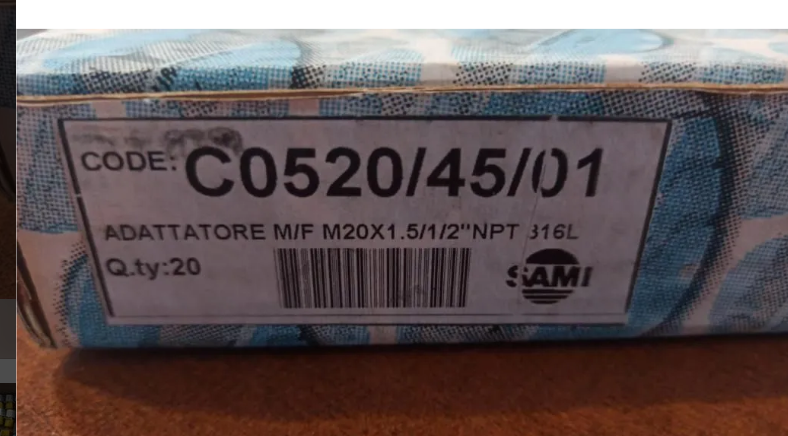 CODE: C0520/45/01
ADATTATORE M/F M20X1.5/1/2"NPT 316L
Q.ty:20
SAMI